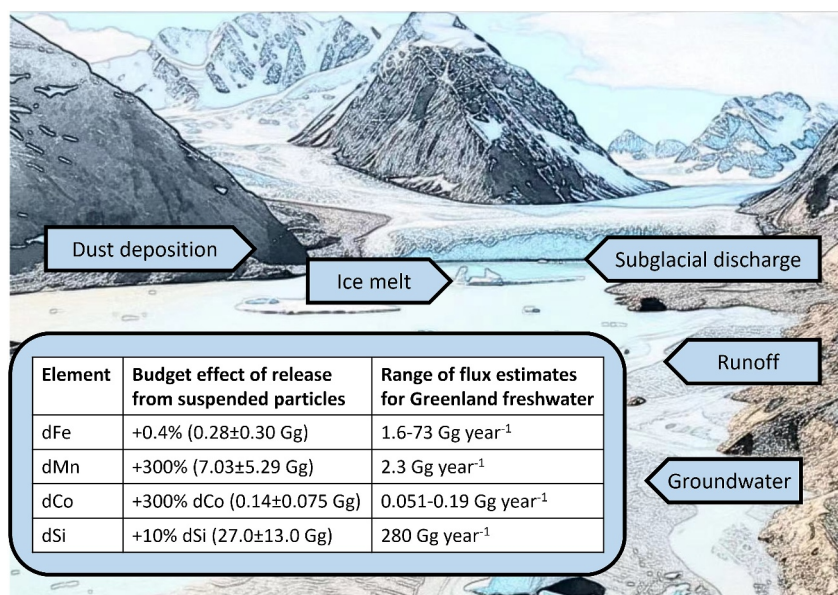 Dust deposition
Ice melt
Subglacial discharge
Runoff
Groundwater
Element
Budget effect of release
from suspended particles
Range of flux estimates
for Greenland freshwater
dFe
+0.4% (0.28±0.30 Gg)
1.6-73 Gg year⁻¹
dMn
+300% (7.03±5.29 Gg)
2.3 Gg year⁻¹
dCo
+300% dCo (0.14±0.075 Gg)
0.051-0.19 Gg year⁻¹
dSi
+10% dSi (27.0±13.0 Gg)
280 Gg year⁻¹